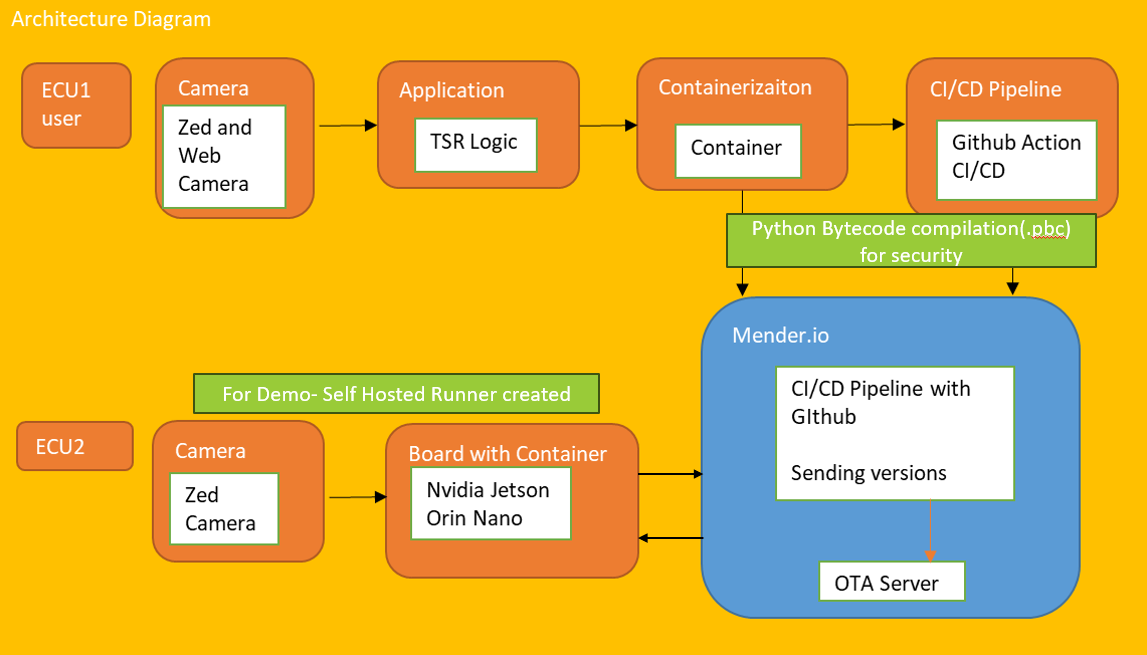 Architecture Diagram
ECU1
user
Camera
Zed and
Web
Camera
Application
TSR Logic
Containerizaiton
Container
CI/CD Pipeline
Github Action
CI/CD
Python Bytecode compilation(.pbc)
for security
Mender.io
CI/CD Pipeline with
GIthub
Sending versions
OTA Server
For Demo- Self Hosted Runner created
ECU2
Camera
Zed
Camera
Board with Container
Nvidia Jetson
Orin Nano